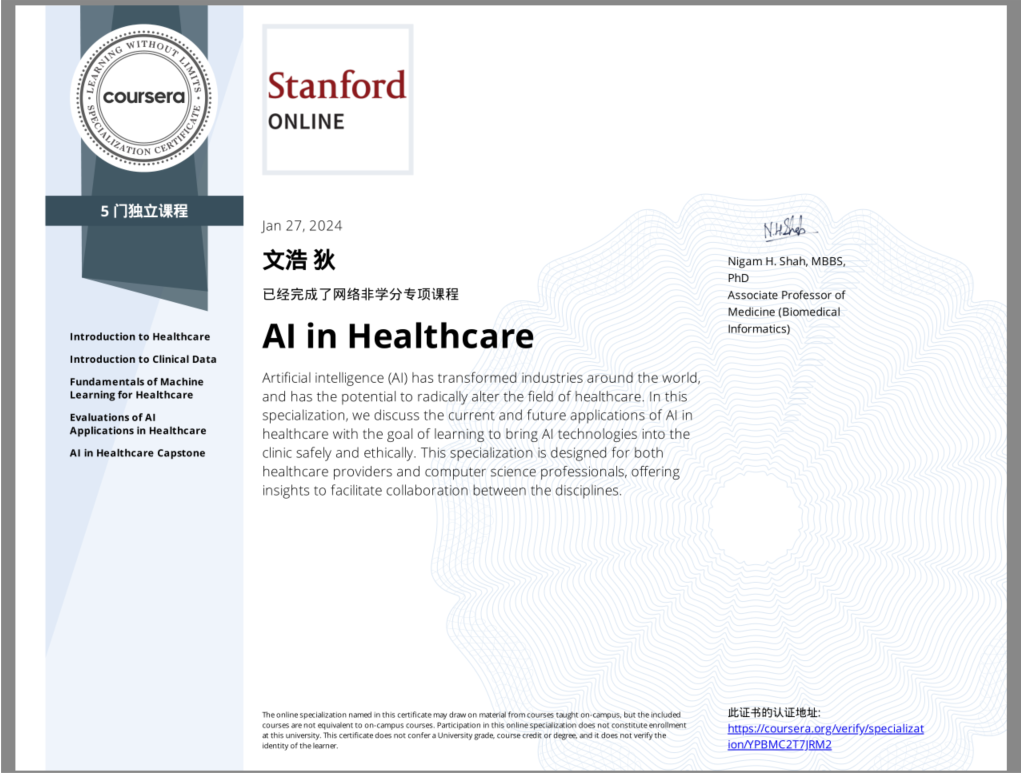 LEARNING WITHOUT LIMITS
coursera
SPECIALIZATION CERTIFICATE
Stanford
ONLINE
5 门独立课程
Introduction to Healthcare
Introduction to Clinical Data
Fundamentals of Machine
Learning for Healthcare
Evaluations of AI
Applications in Healthcare
AI in Healthcare Capstone
Jan 27, 2024
文浩 狄
已经完成了网络非学分专项课程
AI in Healthcare
Artificial intelligence (AI) has transformed industries around the world,
and has the potential to radically alter the field of healthcare. In this
specialization, we discuss the current and future applications of AI in
healthcare with the goal of learning to bring AI technologies into the
clinic safely and ethically. This specialization is designed for both
healthcare providers and computer science professionals, offering
insights to facilitate collaboration between the disciplines.
N.H.Shah
Nigam H. Shah, MBBS,
PhD
Associate Professor of
Medicine (Biomedical
Informatics)
The online specialization named in this certificate may draw on material from courses taught on-campus, but the included
courses are not equivalent to on-campus courses. Participation in this online specialization does not constitute enrollment
at this university. This certificate does not confer a University grade, course credit or degree, and it does not verify the
identity of the learner.
此证书的认证地址:
https://coursera.org/verify/specializat
ion/YPBMC2T7JRM2